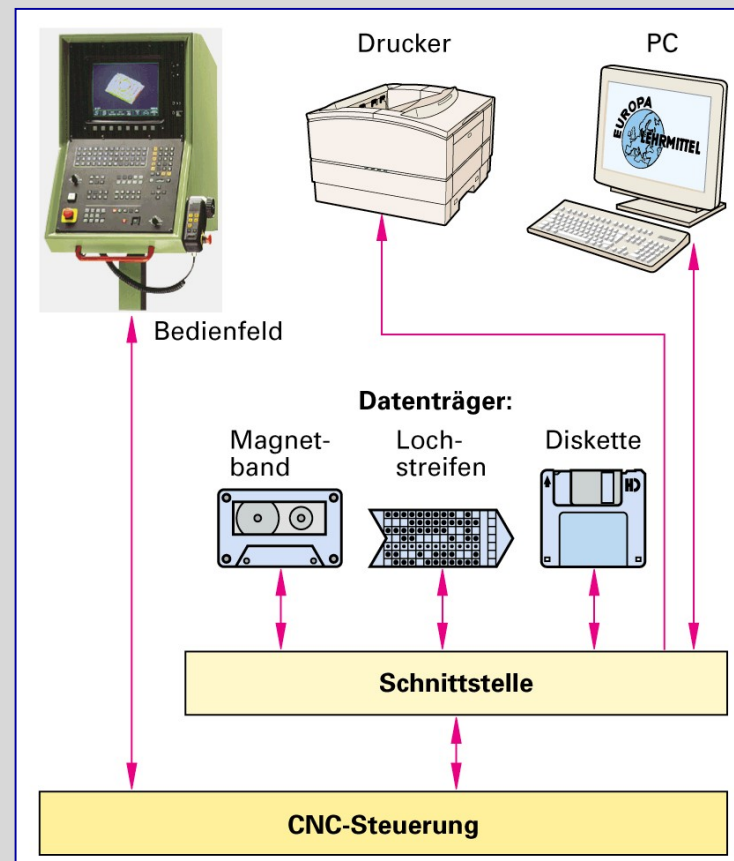 Drucker
PC
EUROPA
LEHRMITTEL
Bedienfeld
Datenträger:
Magnet-
band
Loch-
streifen
Diskette
HD
Schnittstelle
CNC-Steuerung